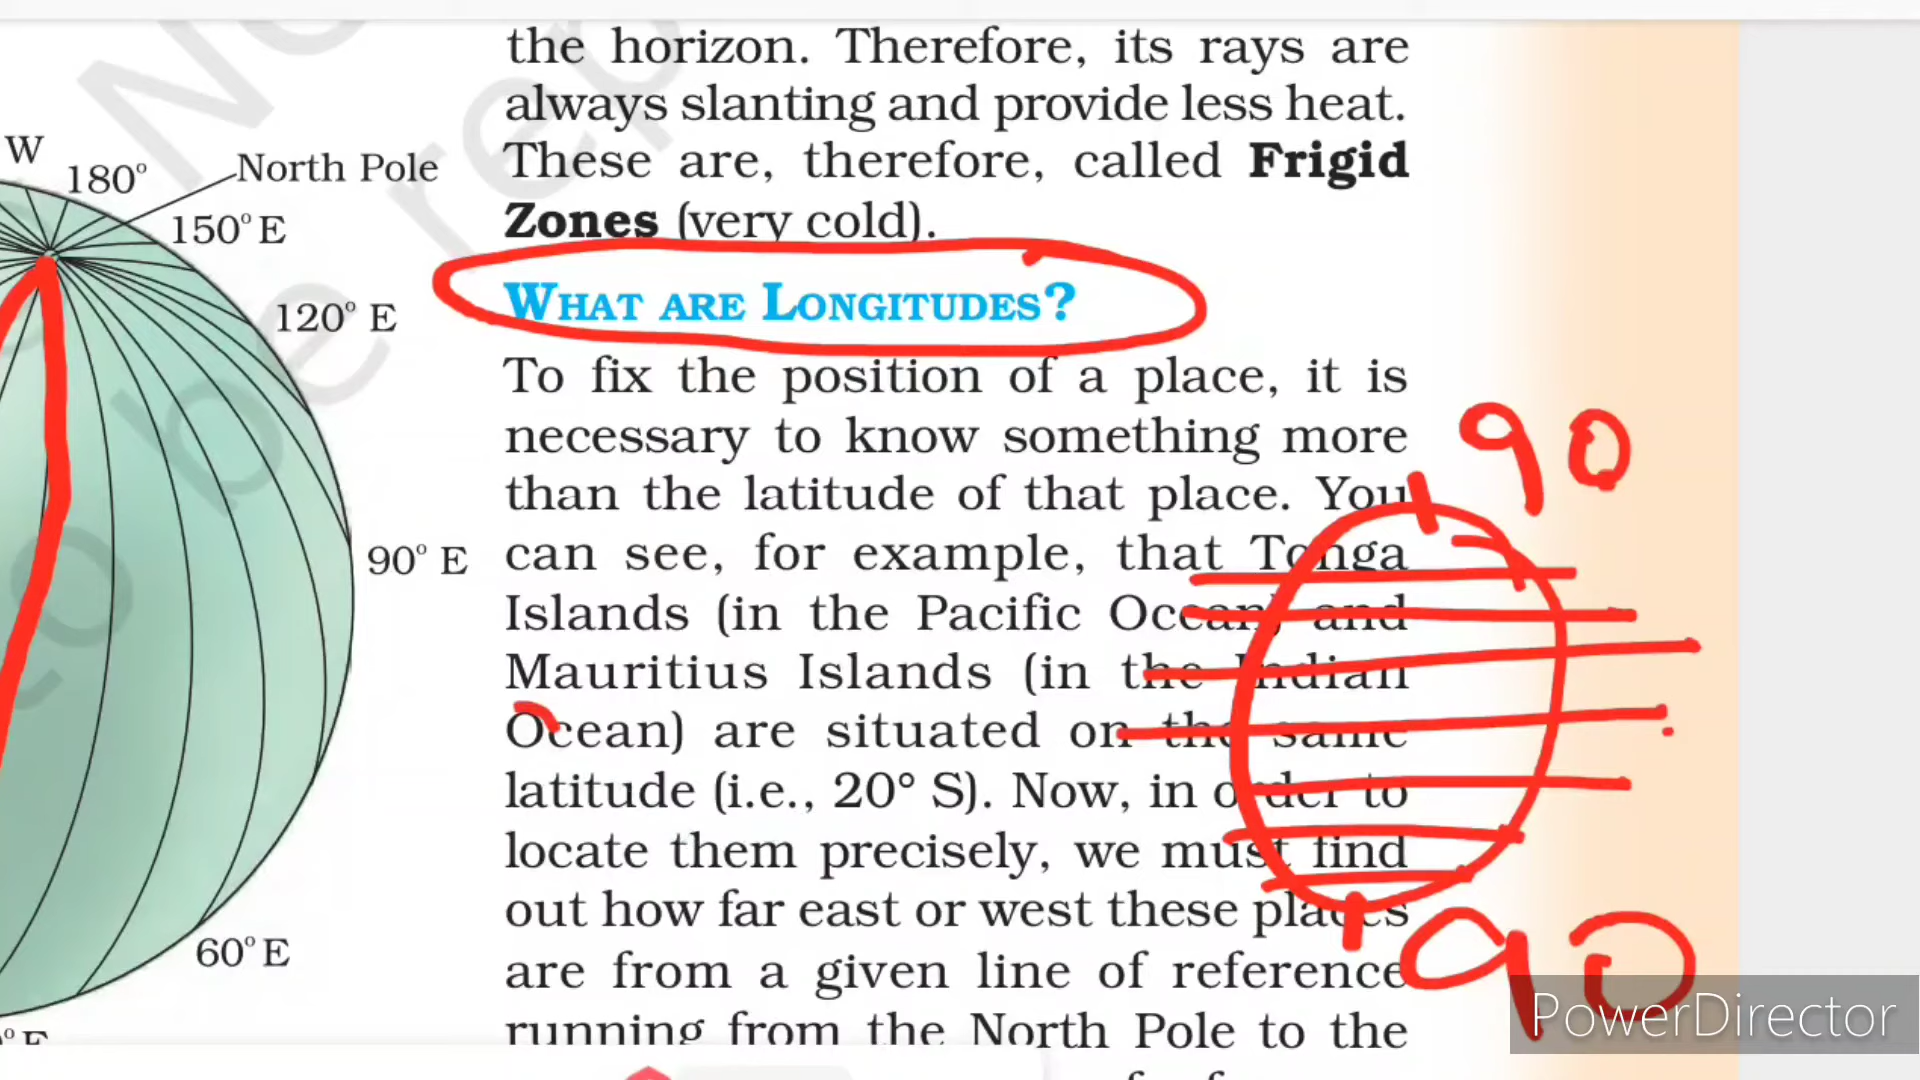 the horizon. Therefore, its rays are
always slanting and provide less heat.
These are, therefore, called Frigid
Zones (very cold).
WHAT ARE LONGITUDES?
To fix the position of a place, it is
necessary to know something more
than the latitude of that place. You
can see, for example, that Tonga
Islands (in the Pacific Ocean) and
Mauritius Islands (in the Indian
Ocean) are situated on the same
latitude (i.e., 20° S). Now, in order to
locate them precisely, we must find
out how far east or west these places
are from a given line of reference
running from the North Pole to the
W
180°
North Pole
150° E
120° E
90° E
60° E
90
90
PowerDirector